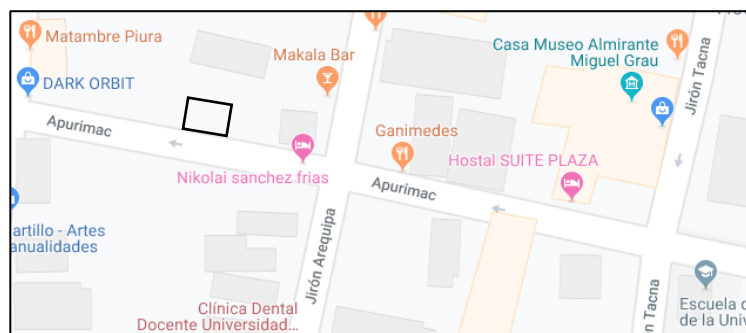 Matambre Piura
DARK ORBIT
Makala Bar
Casa Museo Almirante
Miguel Grau
Jirón Tacna
Apurimac
Ganimedes
Nikolai sanchez frias
Hostal SUITE PLAZA
Apurimac
artillo - Artes
anualidades
Jirón Arequipa
Clínica Dental
Docente Universidad...
Tacna
Escuela d
de la Univ